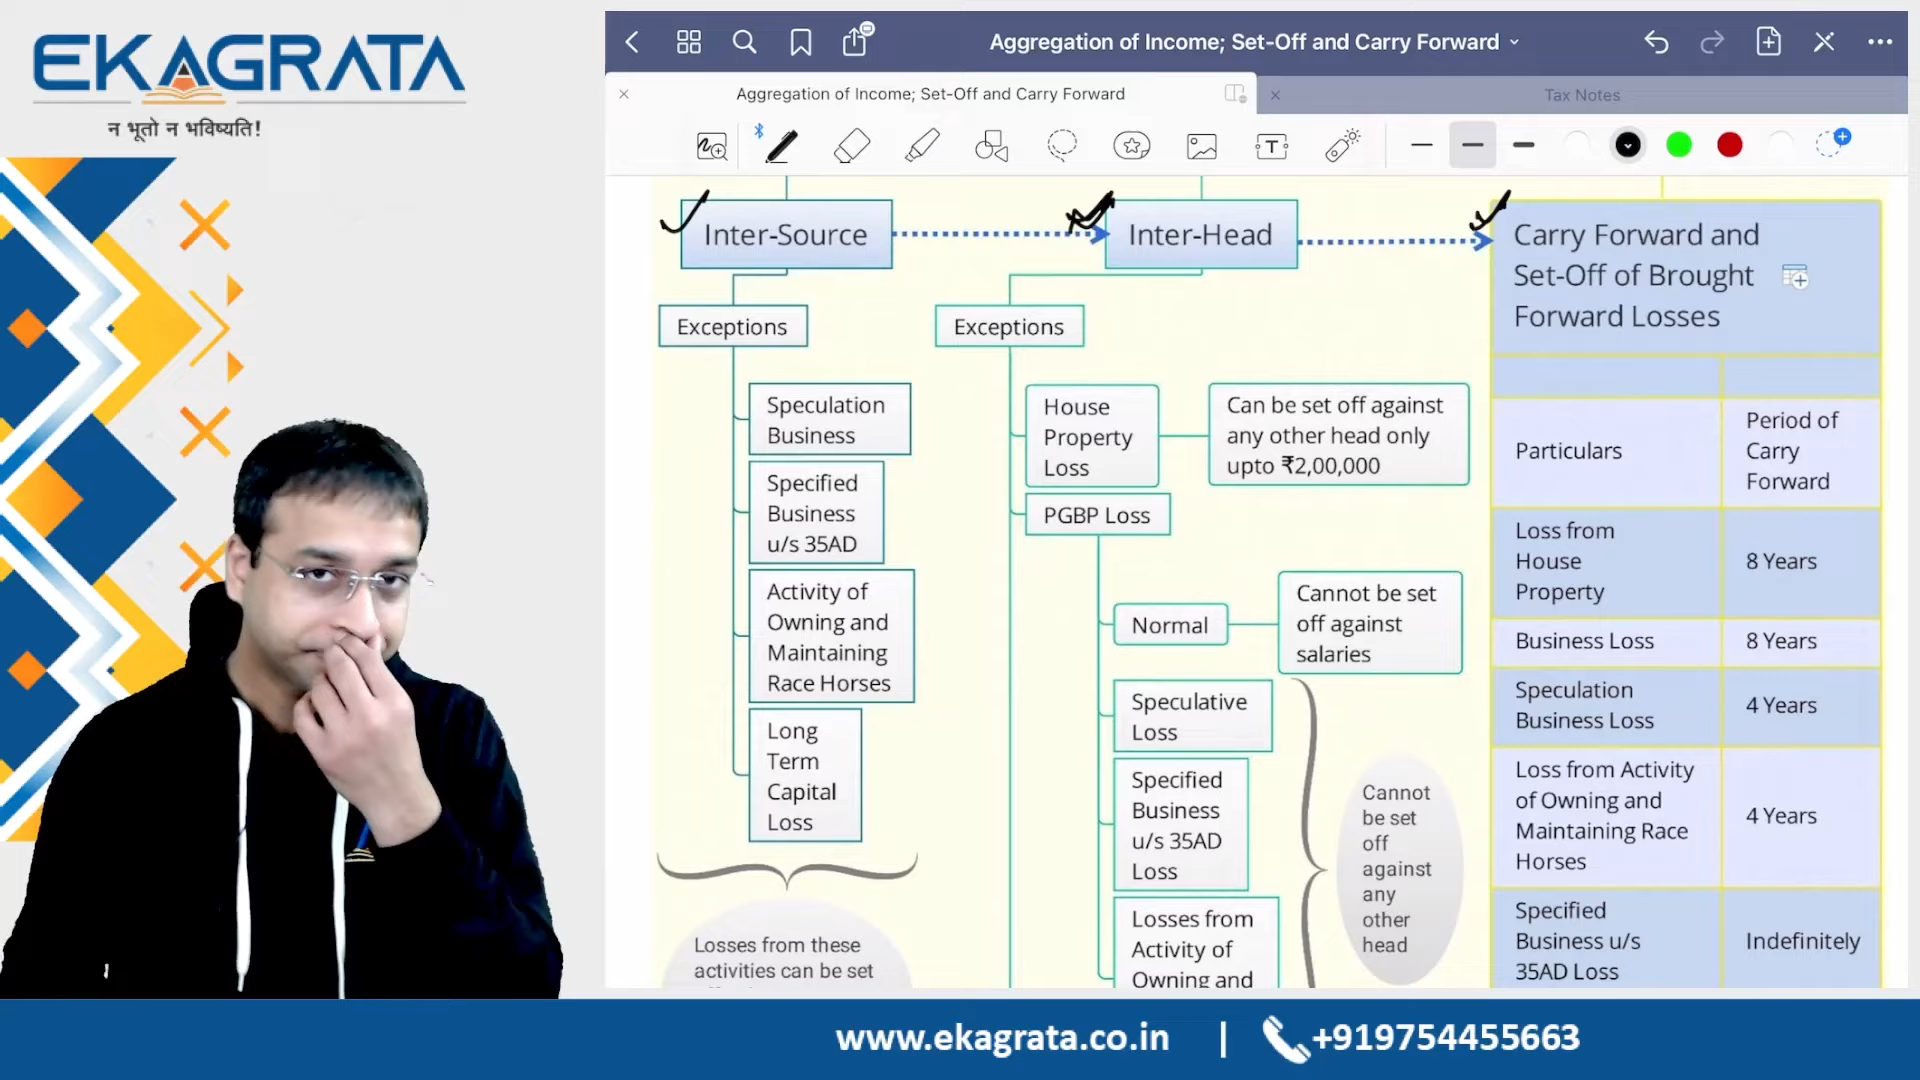 EKAGRATA
न भूतो न भविष्यति!
Aggregation of Income; Set-Off and Carry Forward
Aggregation of Income; Set-Off and Carry Forward
Tax Notes
T
Inter-Source
Exceptions
Speculation
Business
Specified
Business
u/s 35AD
Activity of
Owning and
Maintaining
Race Horses
Long
Term
Capital
Loss
Losses from these
activities can be set
Inter-Head
Exceptions
House
Property
Loss
Can be set off against
any other head only
upto ₹2,00,000
PGBP Loss
Normal
Cannot be set
off against
salaries
Speculative
Loss
Specified
Business
u/s 35AD
Loss
Losses from
Activity of
Owning and
Cannot
be set
off
against
any
other
head
Carry Forward and
Set-Off of Brought
Forward Losses
Particulars
Period of
Carry
Forward
Loss from
House
Property
8 Years
Business Loss
8 Years
Speculation
Business Loss
4 Years
Loss from Activity
of Owning and
Maintaining Race
Horses
4 Years
Specified
Business u/s
35AD Loss
Indefinitely
www.ekagrata.co.in | +919754455663